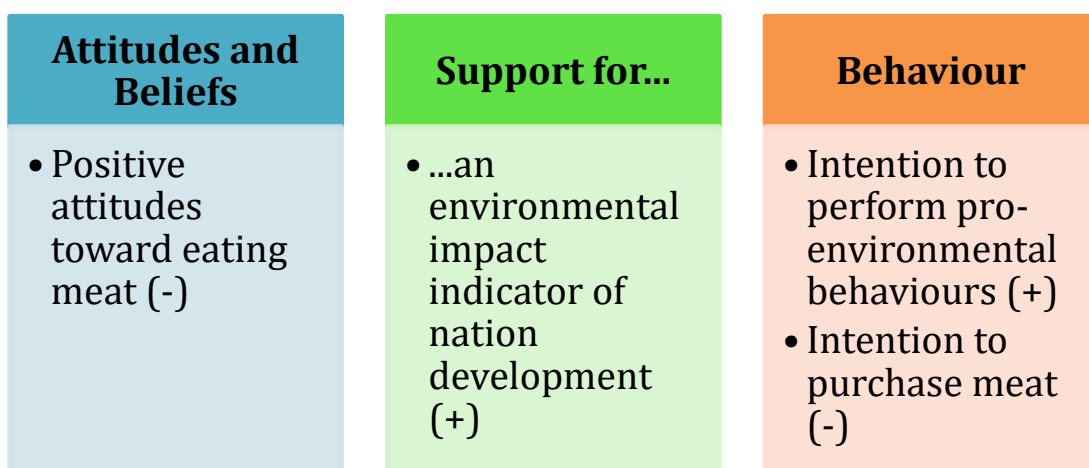 Attitudes and
Beliefs
• Positive
attitudes
toward eating
meat (-)
Support for...
• ...an
environmental
impact
indicator of
nation
development
(+)
Behaviour
• Intention to
perform pro-
environmental
behaviours (+)
• Intention to
purchase meat
(-)